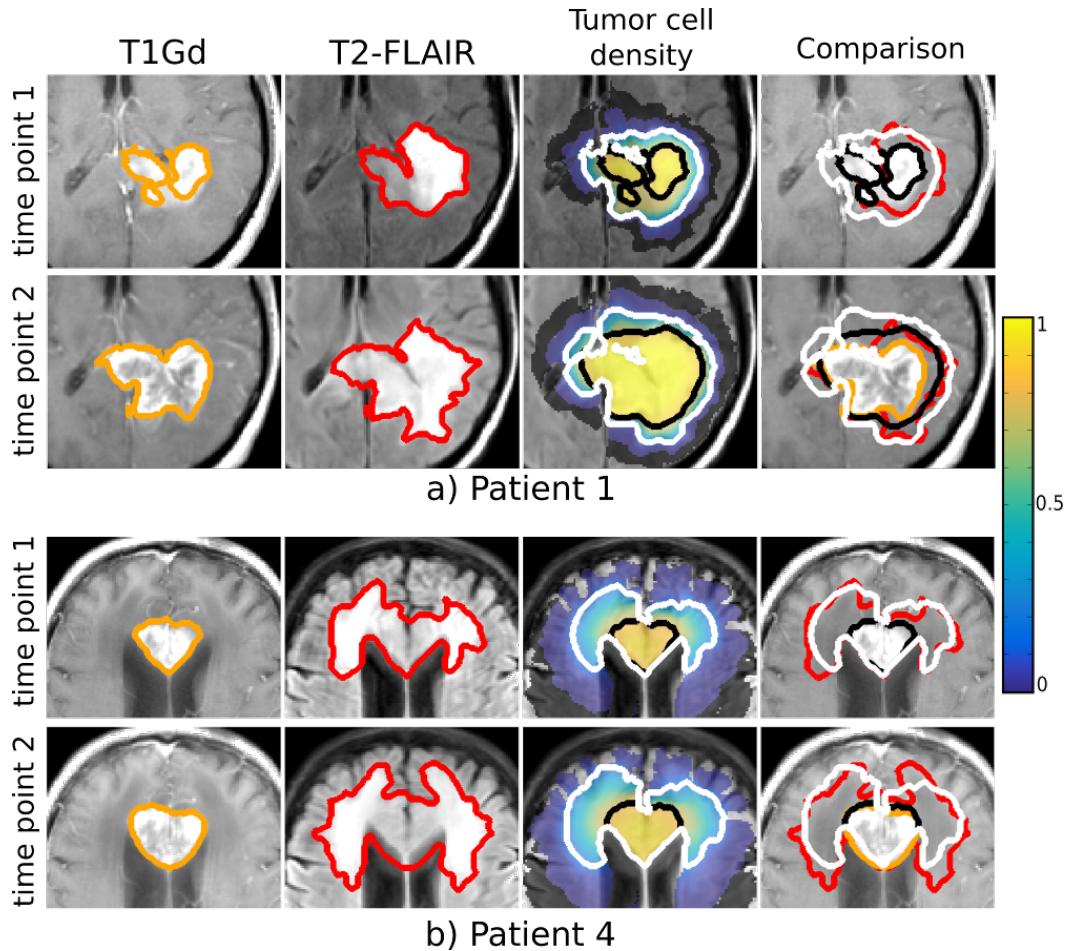 T1Gd
T2-FLAIR
Tumor cell
density
Comparison
time point 1
time point 2
1
0.5
0
a) Patient 1
time point 1
time point 2
b) Patient 4